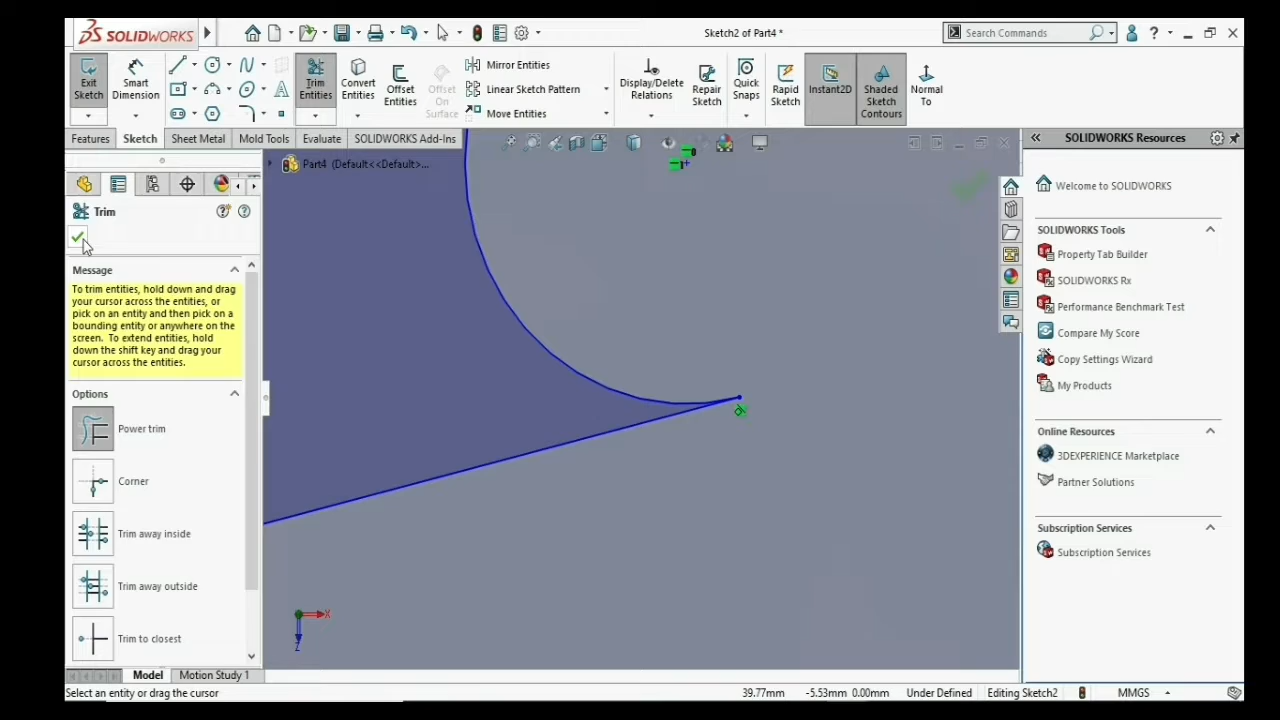 SOLIDWORKS
Sketch2 of Part4 *
Search Commands
?
Exit Sketch
Smart Dimension
Trim Entities
Convert Entities
Offset Entities
Offset On Surface
Mirror Entities
Linear Sketch Pattern
Move Entities
Display/Delete Relations
Repair Sketch
Quick Snaps
Rapid Sketch
Instant2D
Shaded Sketch Contours
Normal To
Features
Sketch
Sheet Metal
Mold Tools
Evaluate
SOLIDWORKS Add-Ins
Part4 (Default<<Default>...
Trim
Message
To trim entities, hold down and drag
your cursor across the entities, or
pick on an entity and then pick on a
bounding entity or anywhere on the
screen. To extend entities, hold
down the shift key and drag your
cursor across the entities.
Options
Power trim
Corner
Trim away inside
Trim away outside
Trim to closest
X
Z
SOLIDWORKS Resources
Welcome to SOLIDWORKS
SOLIDWORKS Tools
Property Tab Builder
SOLIDWORKS Rx
Performance Benchmark Test
Compare My Score
Copy Settings Wizard
My Products
Online Resources
3DEXPERIENCE Marketplace
Partner Solutions
Subscription Services
Subscription Services
Model
Motion Study 1
Select an entity or drag the cursor
39.77mm
-5.53mm 0.00mm
Under Defined
Editing Sketch2
MMGS